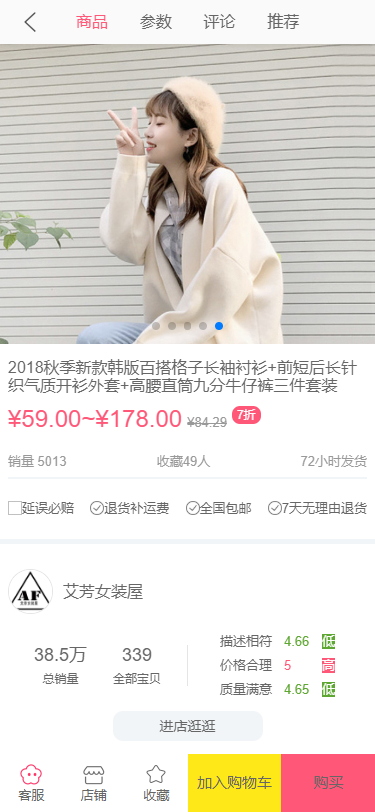 商品 参数 评论 推荐
2018秋季新款韩版百搭格子长袖衬衫+前短后长针
织气质开衫外套+高腰直筒九分牛仔裤三件套装
¥59.00~¥178.00 ¥84.29 7折
销量 5013 收藏49人 72小时发货
延误必赔 退货补运费 全国包邮 7天无理由退货
AF
艾芳女装屋
38.5万 339
总销量 全部宝贝
描述相符 4.66 低
价格合理 5 高
质量满意 4.65 低
进店逛逛
客服 店铺 收藏 加入购物车 购买